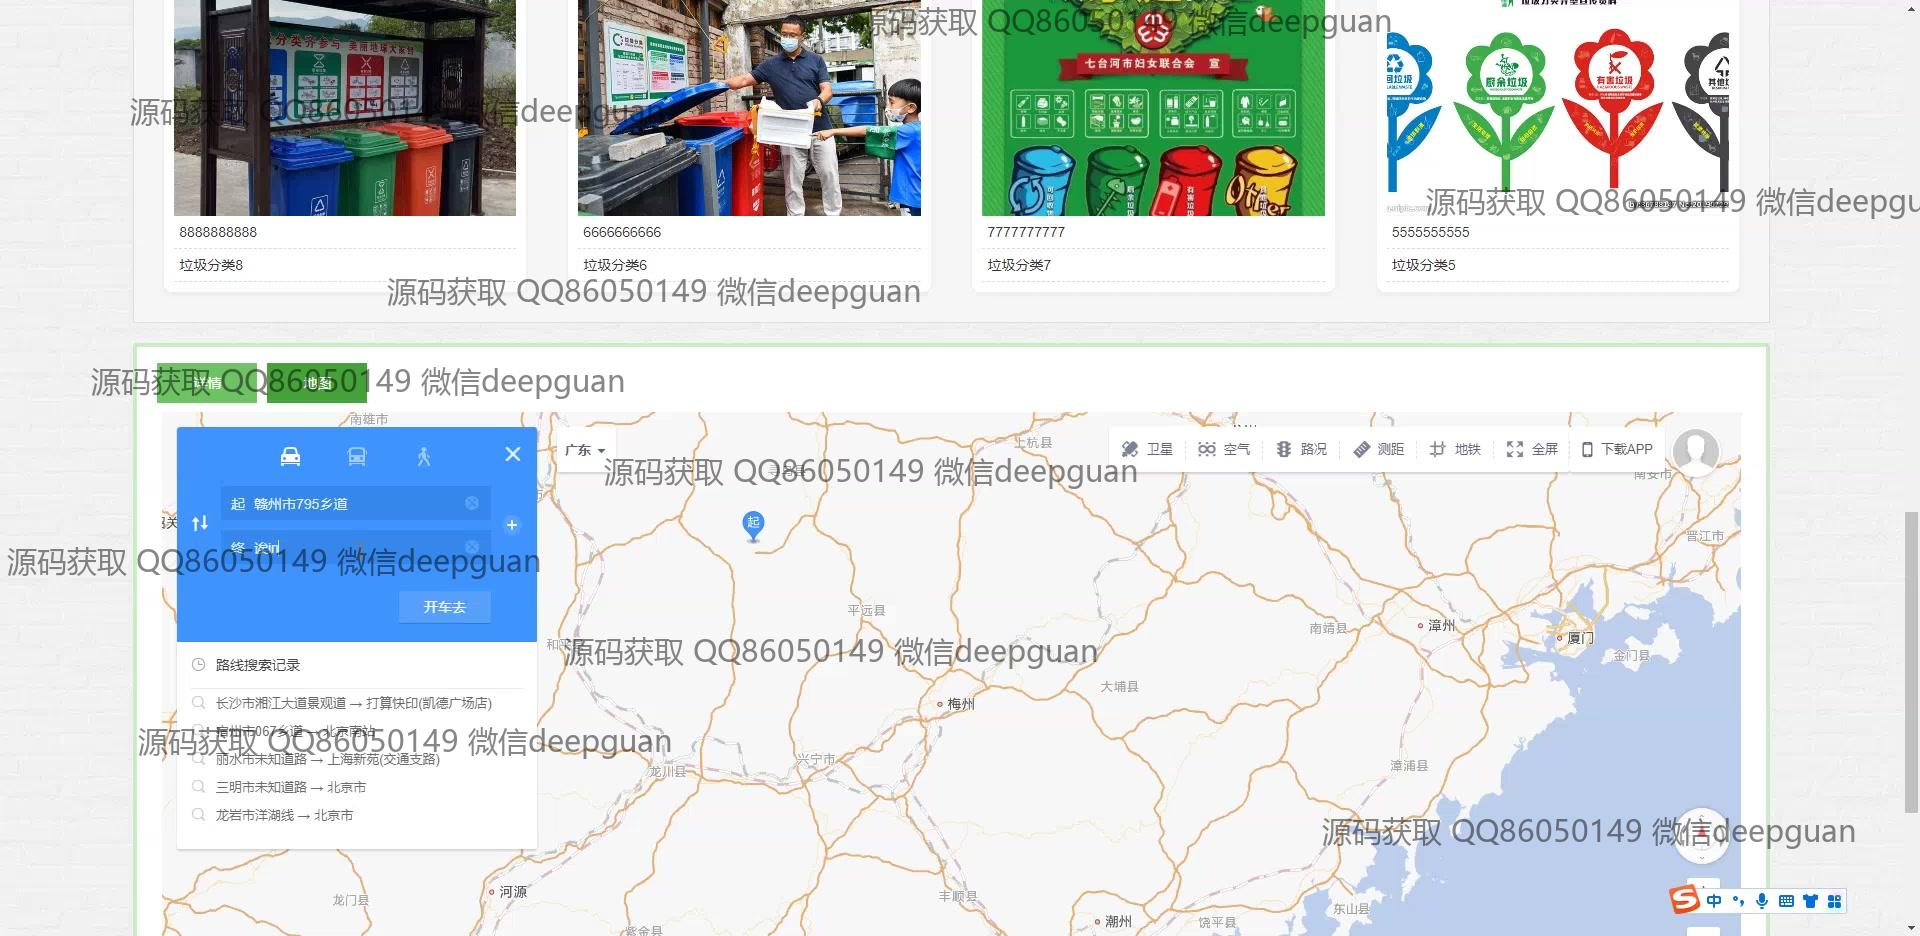 垃圾分类齐参与 美丽地球大家创
七台河市妇女联合会 宣
厨余垃圾
有害垃圾
源码获取 QQ86050149 微信deepguan
源码获取 QQ86050149 微信deepguan
源码获取 QQ86050149 微信deepgu
8888888888
6666666666
7777777777
5555555555
垃圾分类8
垃圾分类6
垃圾分类7
垃圾分类5
源码获取 QQ86050149 微信deepguan
详情
地图
源码获取 QQ86050149 微信deepguan
南雄市
上杭县
广东
卫星
空气
路况
测距
地铁
全屏
下载APP
源码获取 QQ86050149 微信deepguan
南安市
起 赣州市795乡道
起
终
晋江市
源码获取 QQ86050149 微信deepguan
开车去
平远县
南靖县
漳州
厦门
金门县
和平
源码获取 QQ86050149 微信deepguan
路线搜索记录
大埔县
梅州
长沙市湘江大道景观道 → 打算快印(凯德广场店)
宿州市067乡道 → 北京南站
源码获取 QQ86050149 微信deepguan
丽水市未知道路 → 上海新苑(交通支路)
兴宁市
龙川县
漳浦县
三明市未知道路 → 北京市
龙岩市洋湖线 → 北京市
源码获取 QQ86050149 微信deepguan
河源
龙门县
丰顺县
东山县
潮州
饶平县
紫金县
中